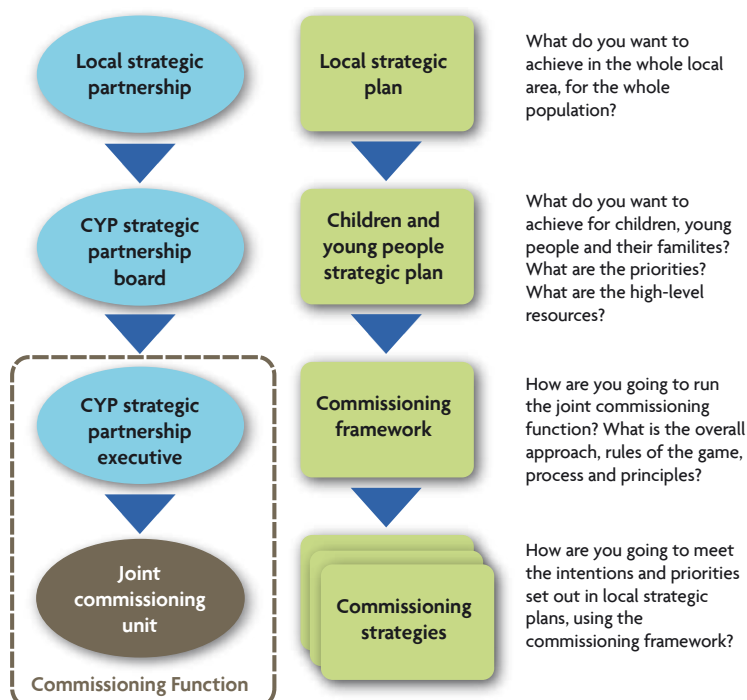 Local strategic
partnership
Local strategic
plan
What do you want to
achieve in the whole local
area, for the whole
population?
CYP strategic
partnership
board
Children and
young people
strategic plan
What do you want to
achieve for children, young
people and their familites?
What are the priorities?
What are the high-level
resources?
CYP strategic
partnership
executive
Commissioning
framework
How are you going to run
the joint commissioning
function? What is the overall
approach, rules of the game,
process and principles?
Joint
commissioning
unit
Commissioning
strategies
How are you going to meet
the intentions and priorities
set out in local strategic
plans, using the
commissioning framework?
Commissioning Function